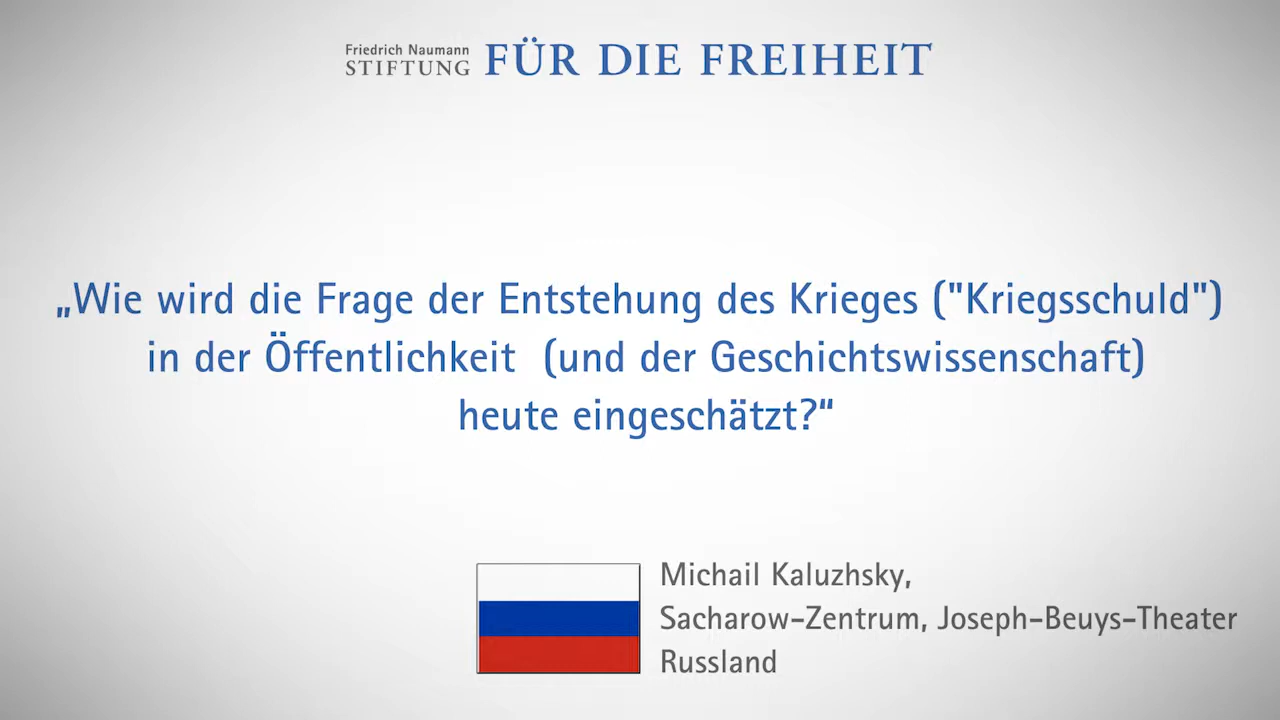 Friedrich Naumann
STIFTUNG FÜR DIE FREIHEIT
„Wie wird die Frage der Entstehung des Krieges ("Kriegsschuld")
in der Öffentlichkeit (und der Geschichtswissenschaft)
heute eingeschätzt?“
Michail Kaluzhsky,
Sacharow-Zentrum, Joseph-Beuys-Theater
Russland